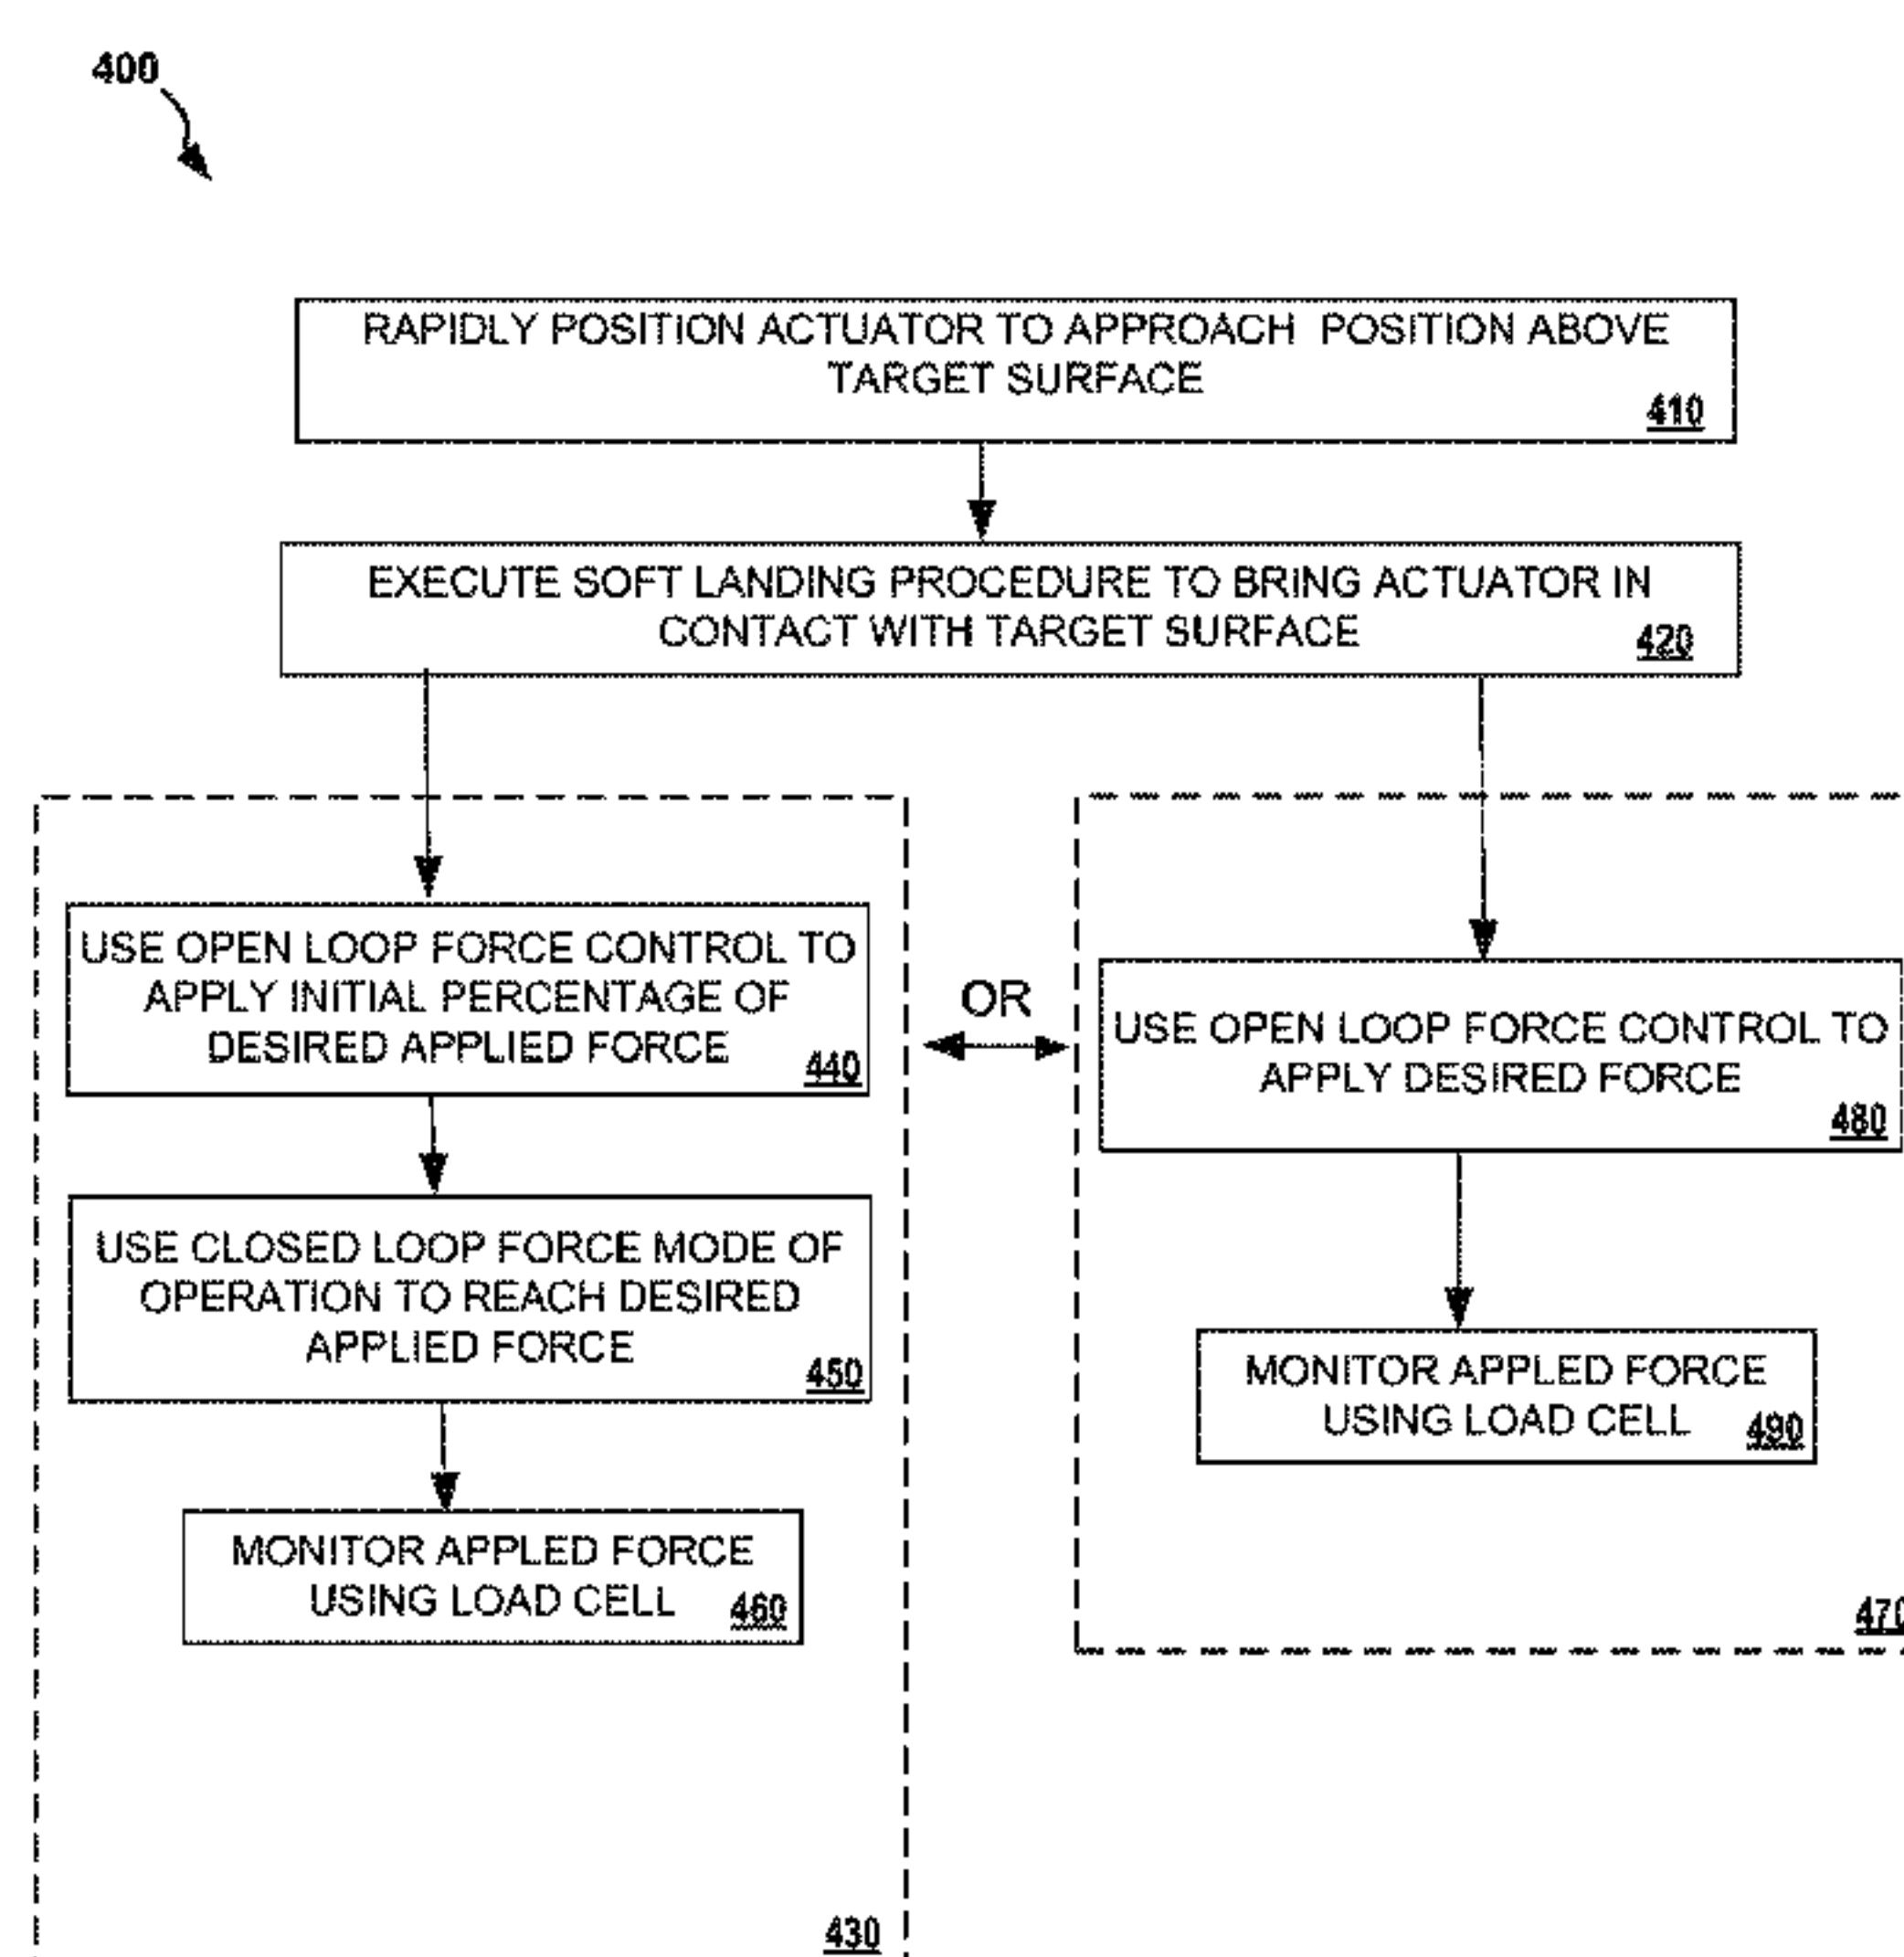 400
RAPIDLY POSITION ACTUATOR TO APPROACH POSITION ABOVE
TARGET SURFACE
410
EXECUTE SOFT LANDING PROCEDURE TO BRING ACTUATOR IN
CONTACT WITH TARGET SURFACE
420
USE OPEN LOOP FORCE CONTROL TO
APPLY INITIAL PERCENTAGE OF
DESIRED APPLIED FORCE
440
USE CLOSED LOOP FORCE MODE OF
OPERATION TO REACH DESIRED
APPLIED FORCE
450
MONITOR APPLED FORCE
USING LOAD CELL
460
430
OR
USE OPEN LOOP FORCE CONTROL TO
APPLY DESIRED FORCE
480
MONITOR APPLED FORCE
USING LOAD CELL
490
470